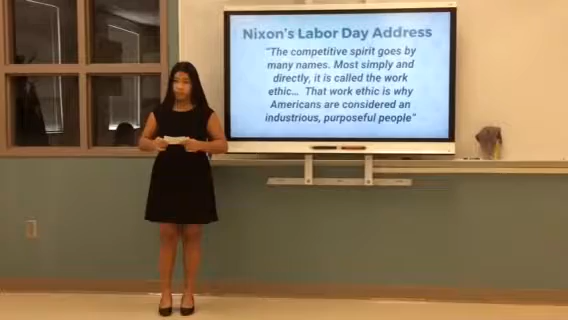 Nixon's Labor Day Address
"The competitive spirit goes by
many names. Most simply and
directly, it is called the work
ethic... That work ethic is why
Americans are considered an
industrious, purposeful people"